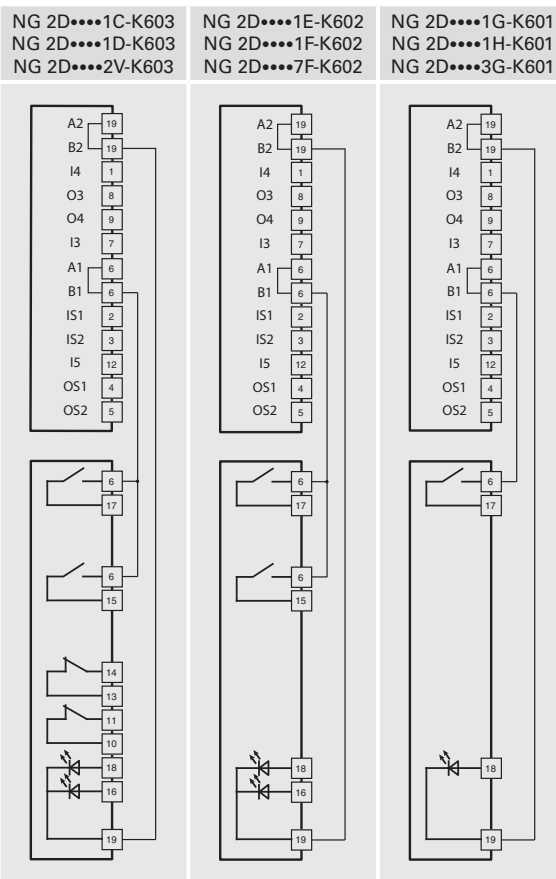 NG 2D••••1C-K603
NG 2D••••1D-K603
NG 2D••••2V-K603
NG 2D••••1E-K602
NG 2D••••1F-K602
NG 2D••••7F-K602
NG 2D••••1G-K601
NG 2D••••1H-K601
NG 2D••••3G-K601
A2 19
B2 19
I4 1
O3 8
O4 9
I3 7
A1 6
B1 6
IS1 2
IS2 3
I5 12
OS1 4
OS2 5
6
17
6
15
14
13
11
10
18
16
19
A2 19
B2 19
I4 1
O3 8
O4 9
I3 7
A1 6
B1 6
IS1 2
IS2 3
I5 12
OS1 4
OS2 5
6
17
6
15
18
16
19
A2 19
B2 19
I4 1
O3 8
O4 9
I3 7
A1 6
B1 6
IS1 2
IS2 3
I5 12
OS1 4
OS2 5
6
17
18
19